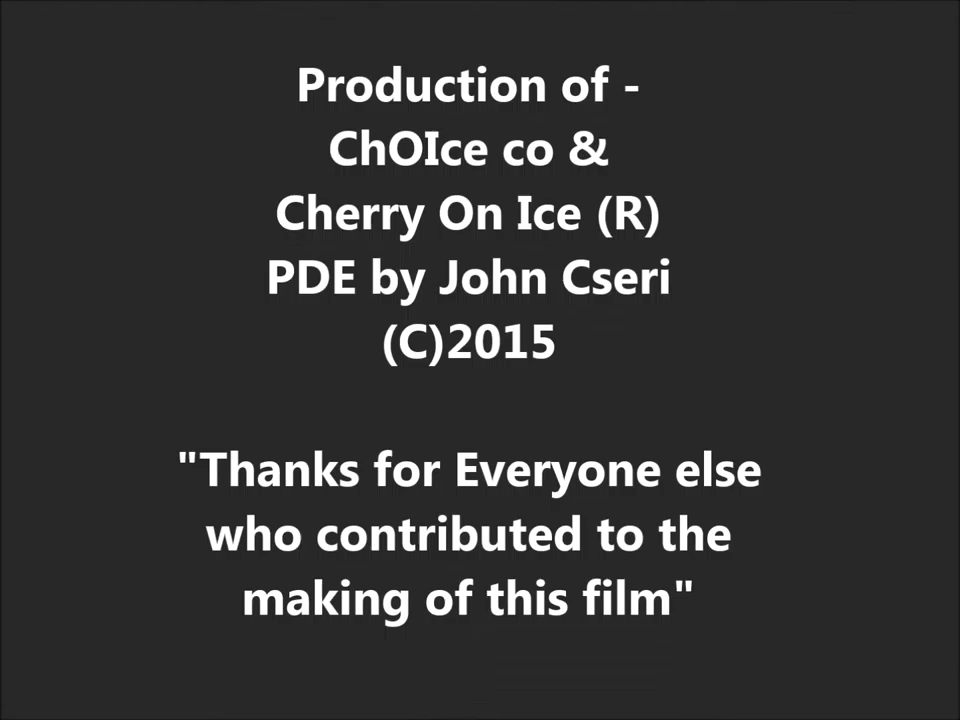 Production of -
ChOIce co &
Cherry On Ice (R)
PDE by John Cseri
(C)2015
"Thanks for Everyone else
who contributed to the
making of this film"